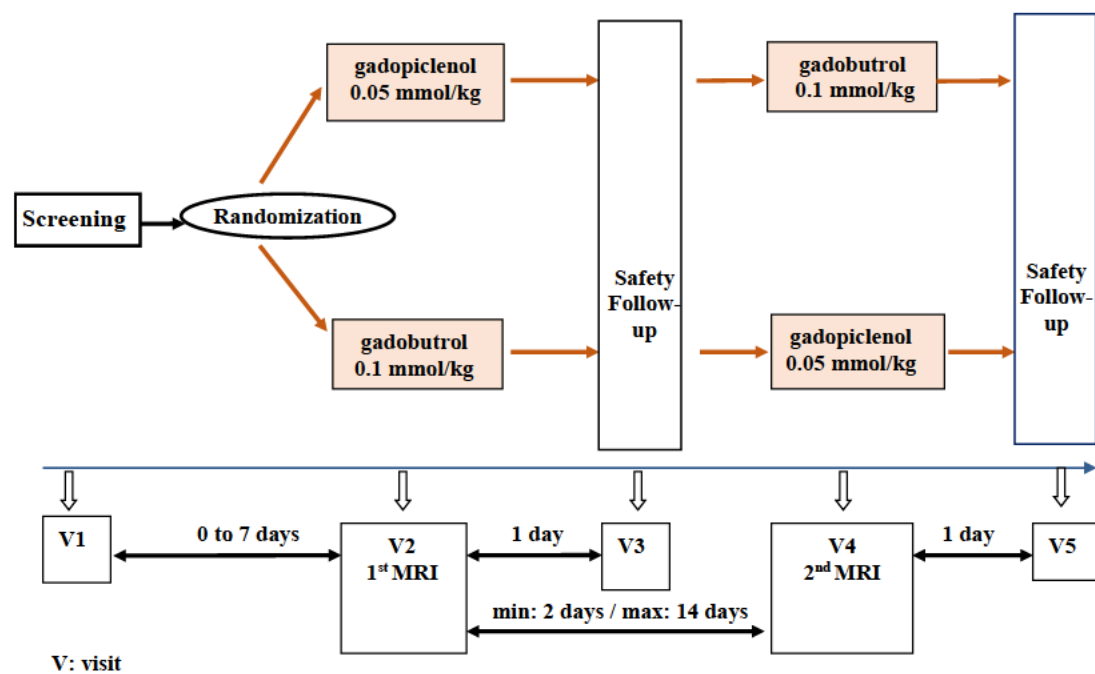 gadopiclenol
0.05 mmol/kg
gadobutrol
0.1 mmol/kg
Screening
Randomization
Safety
Follow-
up
Safety
Follow-
up
gadobutrol
0.1 mmol/kg
gadopiclenol
0.05 mmol/kg
V1
0 to 7 days
V2
1st MRI
1 day
V3
V4
2nd MRI
1 day
V5
min: 2 days / max: 14 days
V: visit